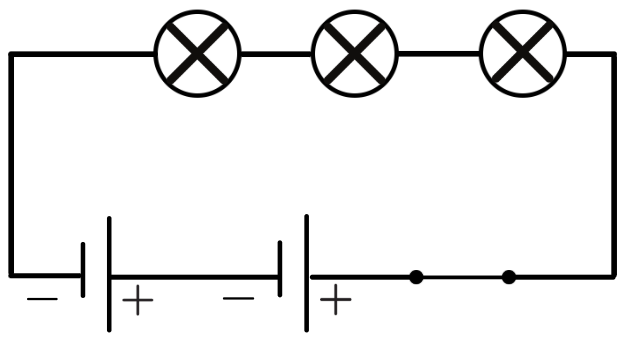 − + − +